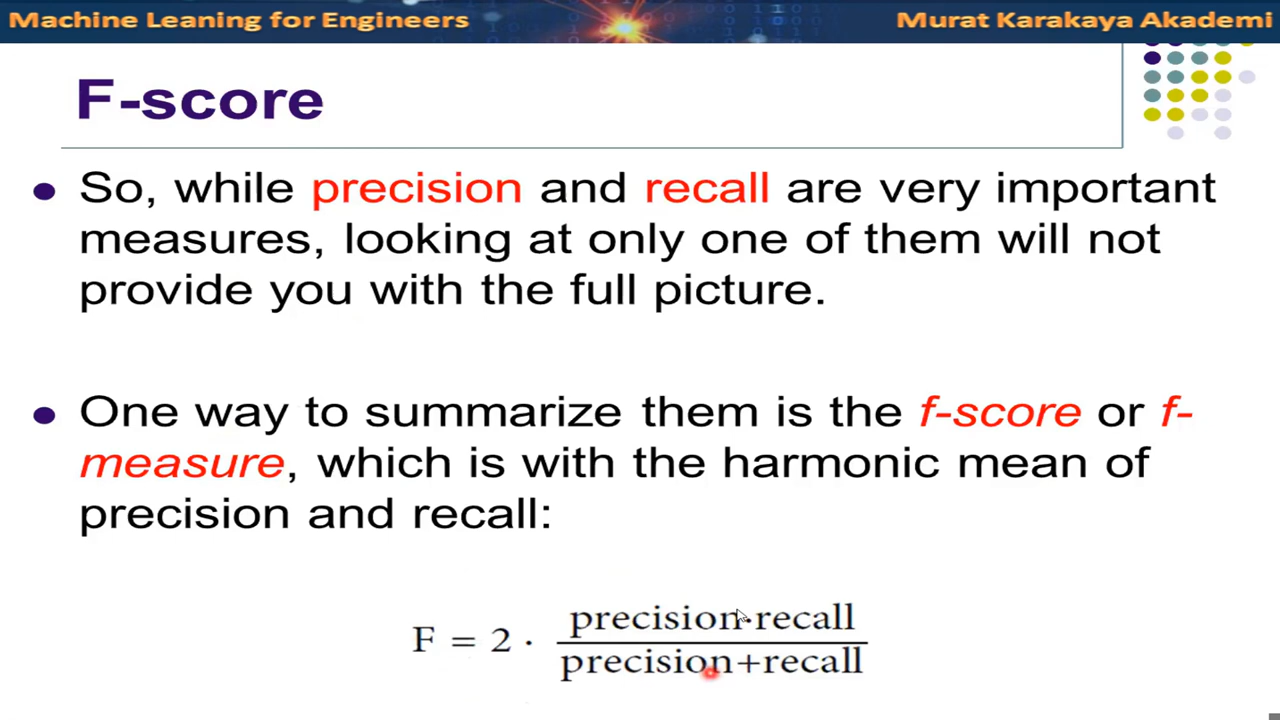 Machine Leaning for Engineers
Murat Karakaya Akademi
F-score
So, while precision and recall are very important
measures, looking at only one of them will not
provide you with the full picture.
One way to summarize them is the f-score or f-
measure, which is with the harmonic mean of
precision and recall:
F = 2 · precision·recall
precision+recall